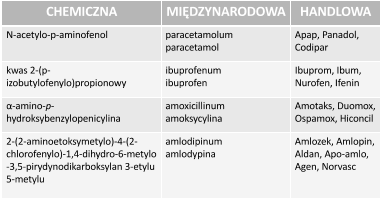 CHEMICZNA MIĘDZYNARODOWA HANDLOWA
N-acetylo-p-aminofenol
paracetamolum
paracetamol
Apap, Panadol,
Codipar
kwas 2-(p-
izobutylofenylo)propionowy
ibuprofenum
ibuprofen
Ibuprom, Ibum,
Nurofen, Ifenin
α-amino-p-
hydroksybenzylopenicylina
amoxicillinum
amoksycylina
Amotaks, Duomox,
Ospamox, Hiconcil
2-(2-aminoetoksymetylo)-4-(2-
chlorofenylo)-1,4-dihydro-6-metylo
-3,5-pirydynodikarboksylan 3-etylu
5-metylu
amlodipinum
amlodypina
Amlozek, Amlopin,
Aldan, Apo-amlo,
Agen, Norvasc